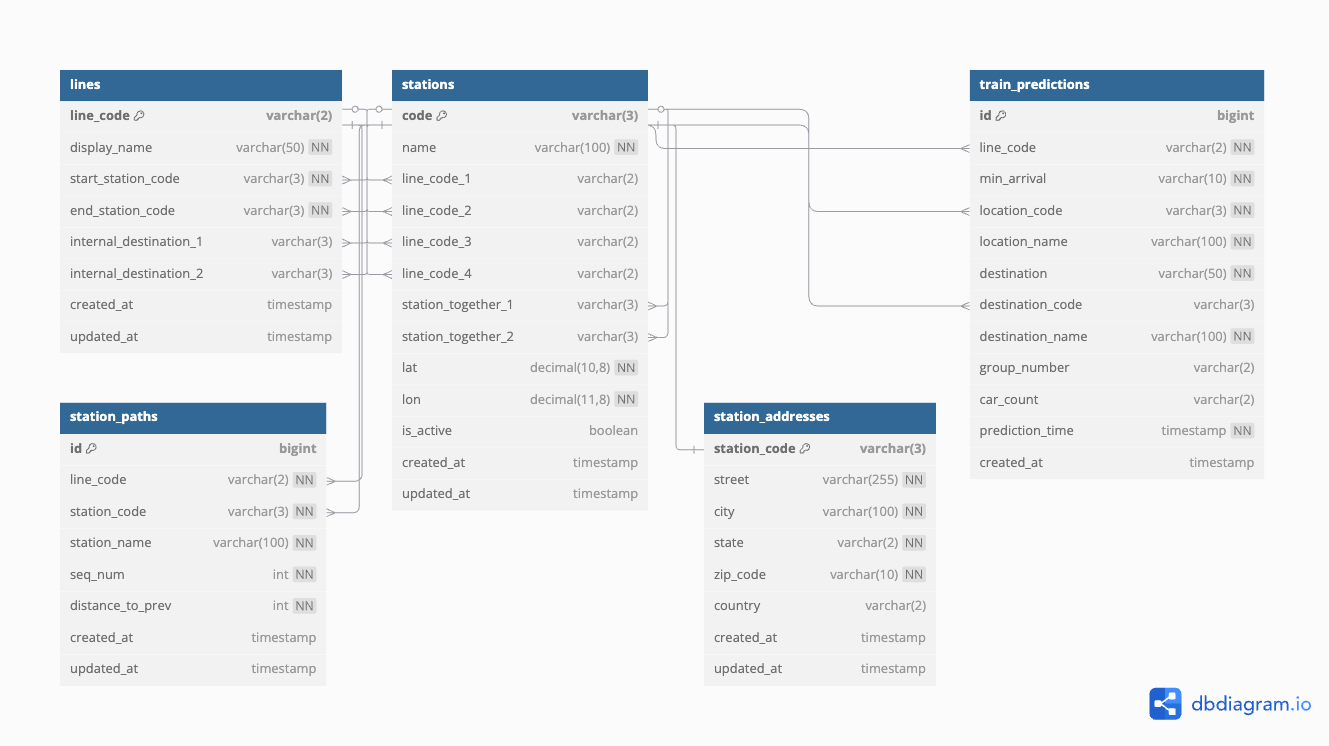 lines
line_code varchar(2)
display_name varchar(50) NN
start_station_code varchar(3) NN
end_station_code varchar(3) NN
internal_destination_1 varchar(3)
internal_destination_2 varchar(3)
created_at timestamp
updated_at timestamp
stations
code varchar(3)
name varchar(100) NN
line_code_1 varchar(2)
line_code_2 varchar(2)
line_code_3 varchar(2)
line_code_4 varchar(2)
station_together_1 varchar(3)
station_together_2 varchar(3)
lat decimal(10,8) NN
lon decimal(11,8) NN
is_active boolean
created_at timestamp
updated_at timestamp
train_predictions
id bigint
line_code varchar(2) NN
min_arrival varchar(10) NN
location_code varchar(3) NN
location_name varchar(100) NN
destination varchar(50) NN
destination_code varchar(3)
destination_name varchar(100) NN
group_number varchar(2)
car_count varchar(2)
prediction_time timestamp NN
created_at timestamp
station_paths
id bigint
line_code varchar(2) NN
station_code varchar(3) NN
station_name varchar(100) NN
seq_num int NN
distance_to_prev int NN
created_at timestamp
updated_at timestamp
station_addresses
station_code varchar(3)
street varchar(255) NN
city varchar(100) NN
state varchar(2) NN
zip_code varchar(10) NN
country varchar(2)
created_at timestamp
updated_at timestamp
dbdiagram.io